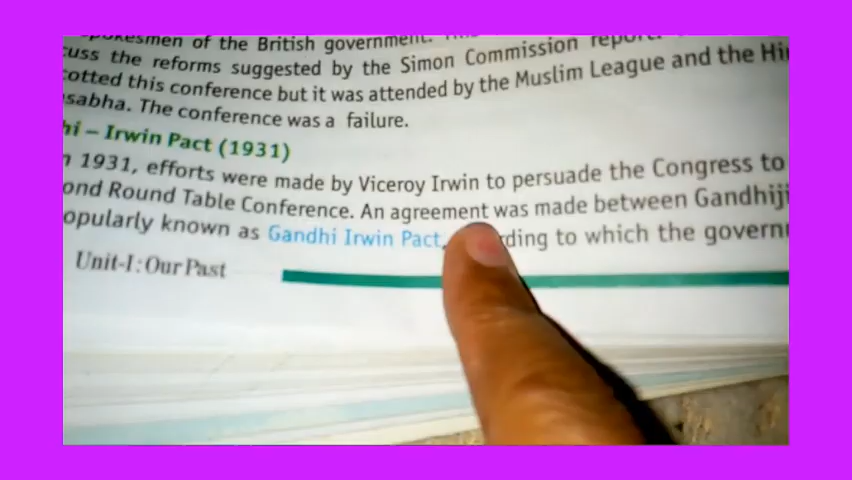 spokesmen of the British government.
cuss the reforms suggested by the Simon Commission report.
cotted this conference but it was attended by the Muslim League and the Hi
sabha. The conference was a failure.
hi – Irwin Pact (1931)
n 1931, efforts were made by Viceroy Irwin to persuade the Congress to
ond Round Table Conference. An agreement was made between Gandhiji
opularly known as Gandhi Irwin Pact, rding to which the governm
Unit-I : Our Past